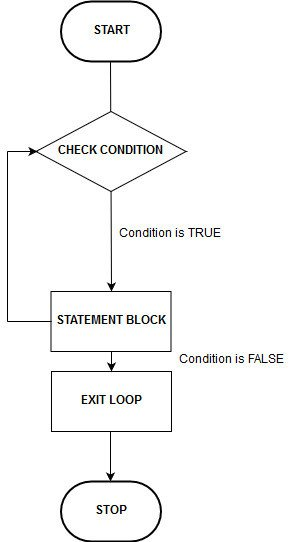 START
CHECK CONDITION
Condition is TRUE
STATEMENT BLOCK
Condition is FALSE
EXIT LOOP
STOP